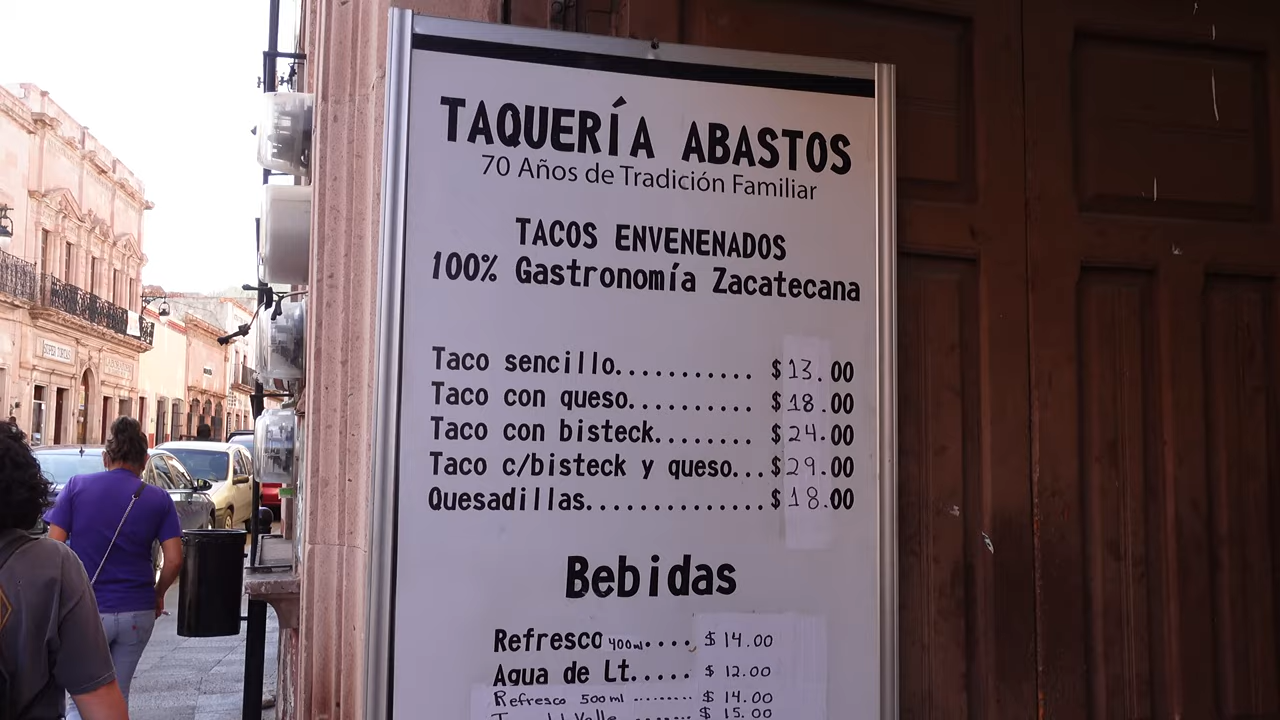 TAQUERÍA ABASTOS
70 Años de Tradición Familiar
TACOS ENVENENADOS
100% Gastronomía Zacatecana
Taco sencillo........... $13.00
Taco con queso.......... $18.00
Taco con bisteck........ $24.00
Taco c/bisteck y queso... $29.00
Quesadillas.............. $18.00
Bebidas
Refresco 400ml..... $14.00
Agua de Lt..... $12.00
Refresco 500ml ........ $14.00
Valle ....... $15.00